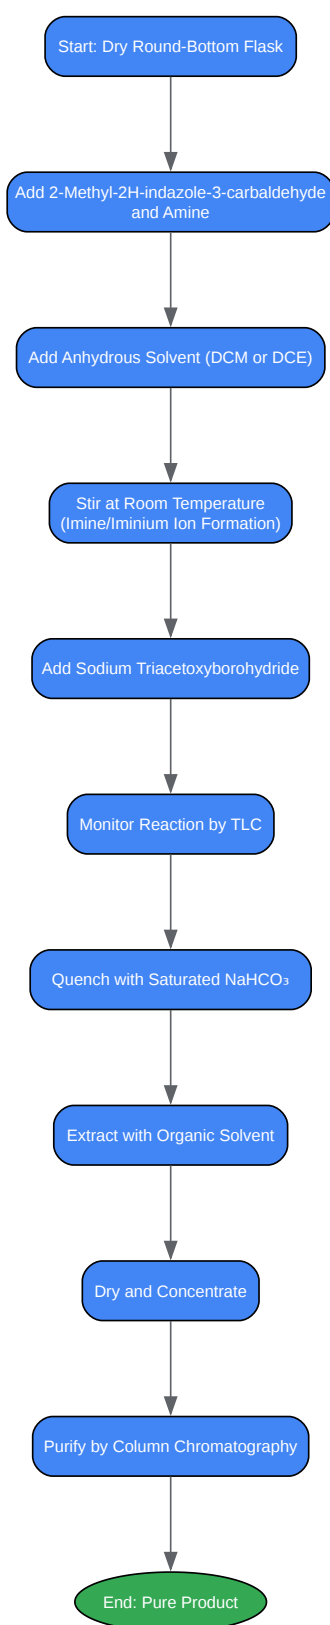 Start: Dry Round-Bottom Flask
Add 2-Methyl-2H-indazole-3-carbaldehyde
and Amine
Add Anhydrous Solvent (DCM or DCE)
Stir at Room Temperature
(Imine/Iminium Ion Formation)
Add Sodium Triacetoxyborohydride
Monitor Reaction by TLC
Quench with Saturated NaHCO₃
Extract with Organic Solvent
Dry and Concentrate
Purify by Column Chromatography
End: Pure Product